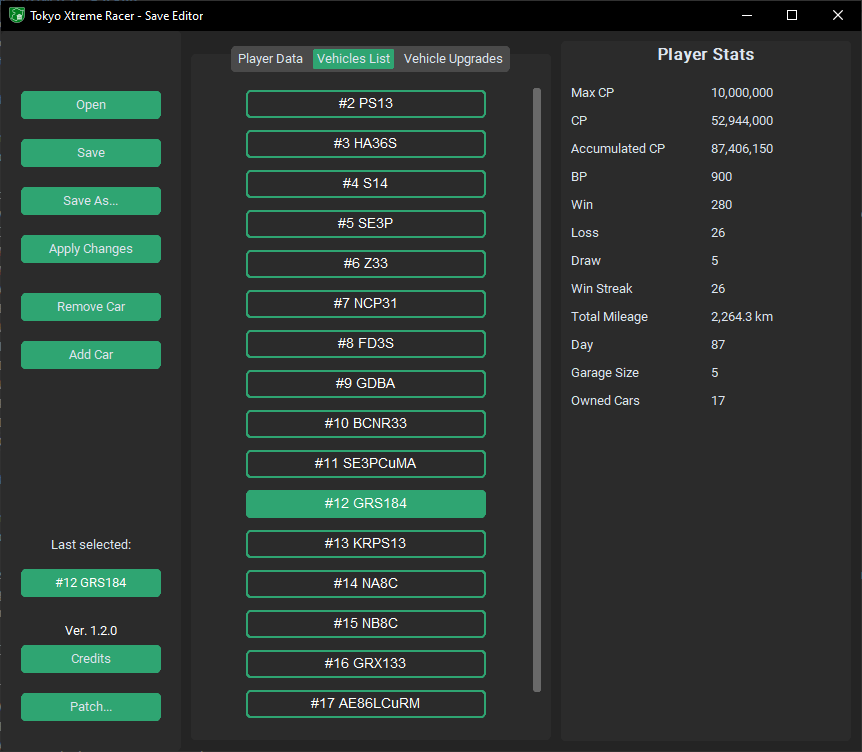 Tokyo Xtreme Racer - Save Editor
Open
Save
Save As...
Apply Changes
Remove Car
Add Car
Last selected:
#12 GRS184
Ver. 1.2.0
Credits
Patch...
Player Data Vehicles List Vehicle Upgrades
#2 PS13
#3 HA36S
#4 S14
#5 SE3P
#6 Z33
#7 NCP31
#8 FD3S
#9 GDBA
#10 BCNR33
#11 SE3PCuMA
#12 GRS184
#13 KRPS13
#14 NA8C
#15 NB8C
#16 GRX133
#17 AE86LCuRM
Player Stats
Max CP 10,000,000
CP 52,944,000
Accumulated CP 87,406,150
BP 900
Win 280
Loss 26
Draw 5
Win Streak 26
Total Mileage 2,264.3 km
Day 87
Garage Size 5
Owned Cars 17